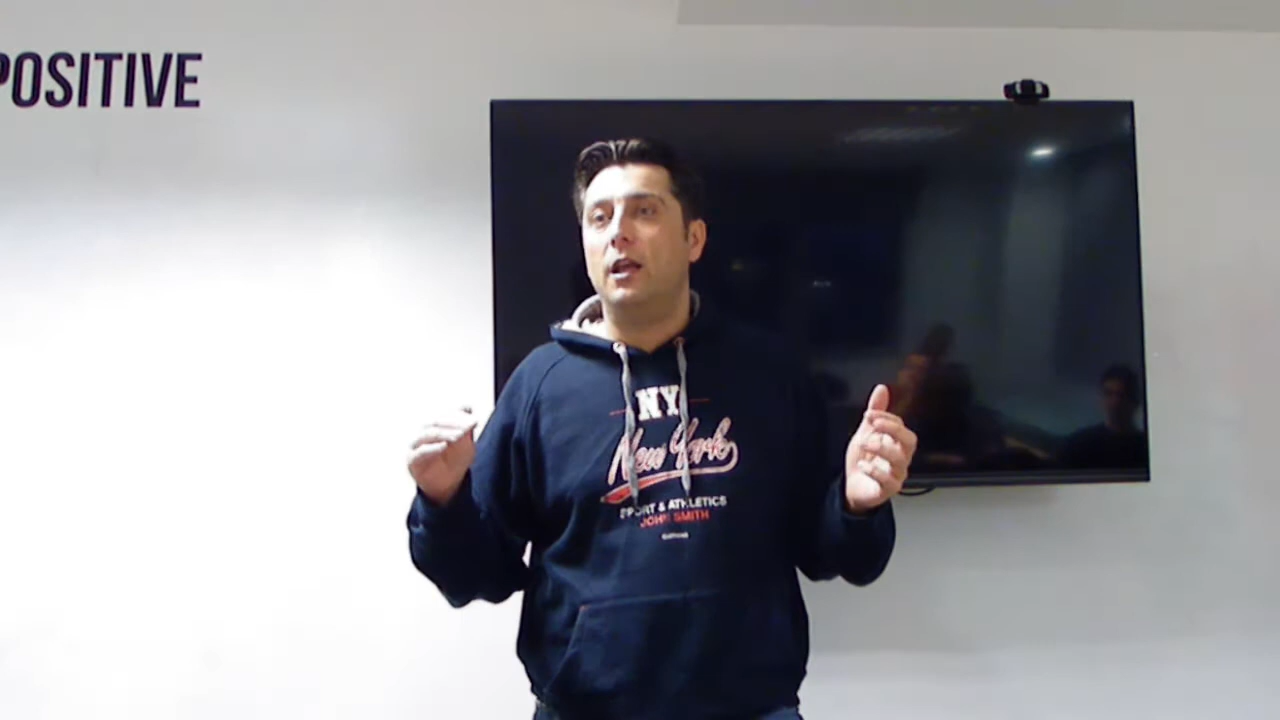 POSITIVE
NY
New York
SPORT & ATHLETICS
JOHN SMITH